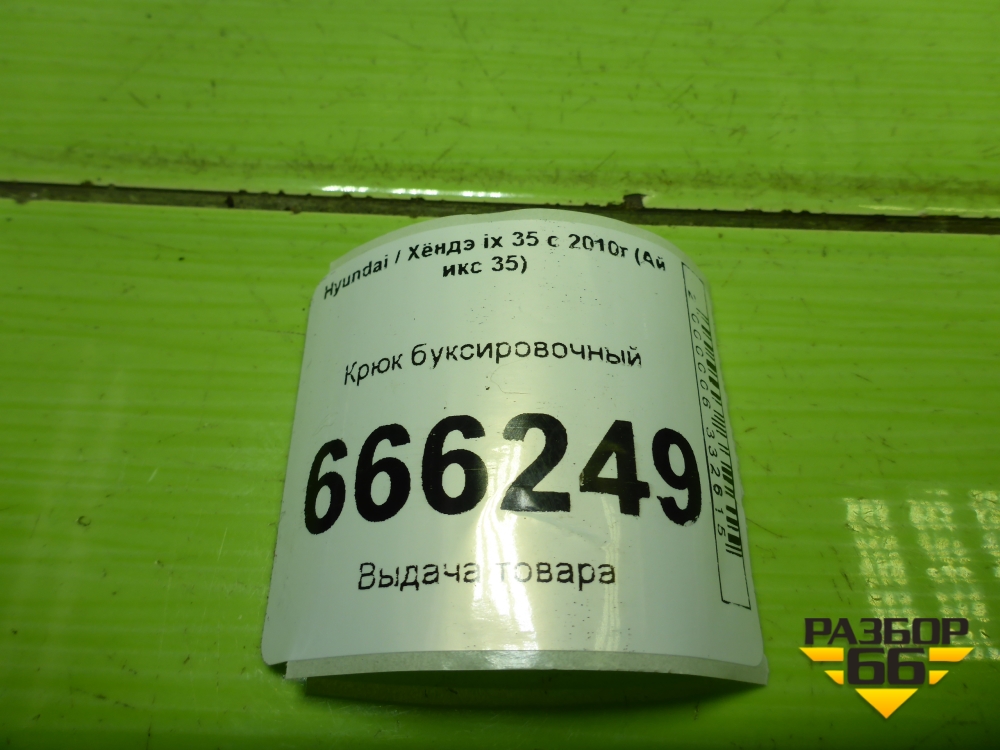 Hyundai / Хёндэ ix 35 с 2010г (Ай
икс 35)
Крюк буксировочный
666249
Выдача товара
2000006332615
РАЗБОР
66